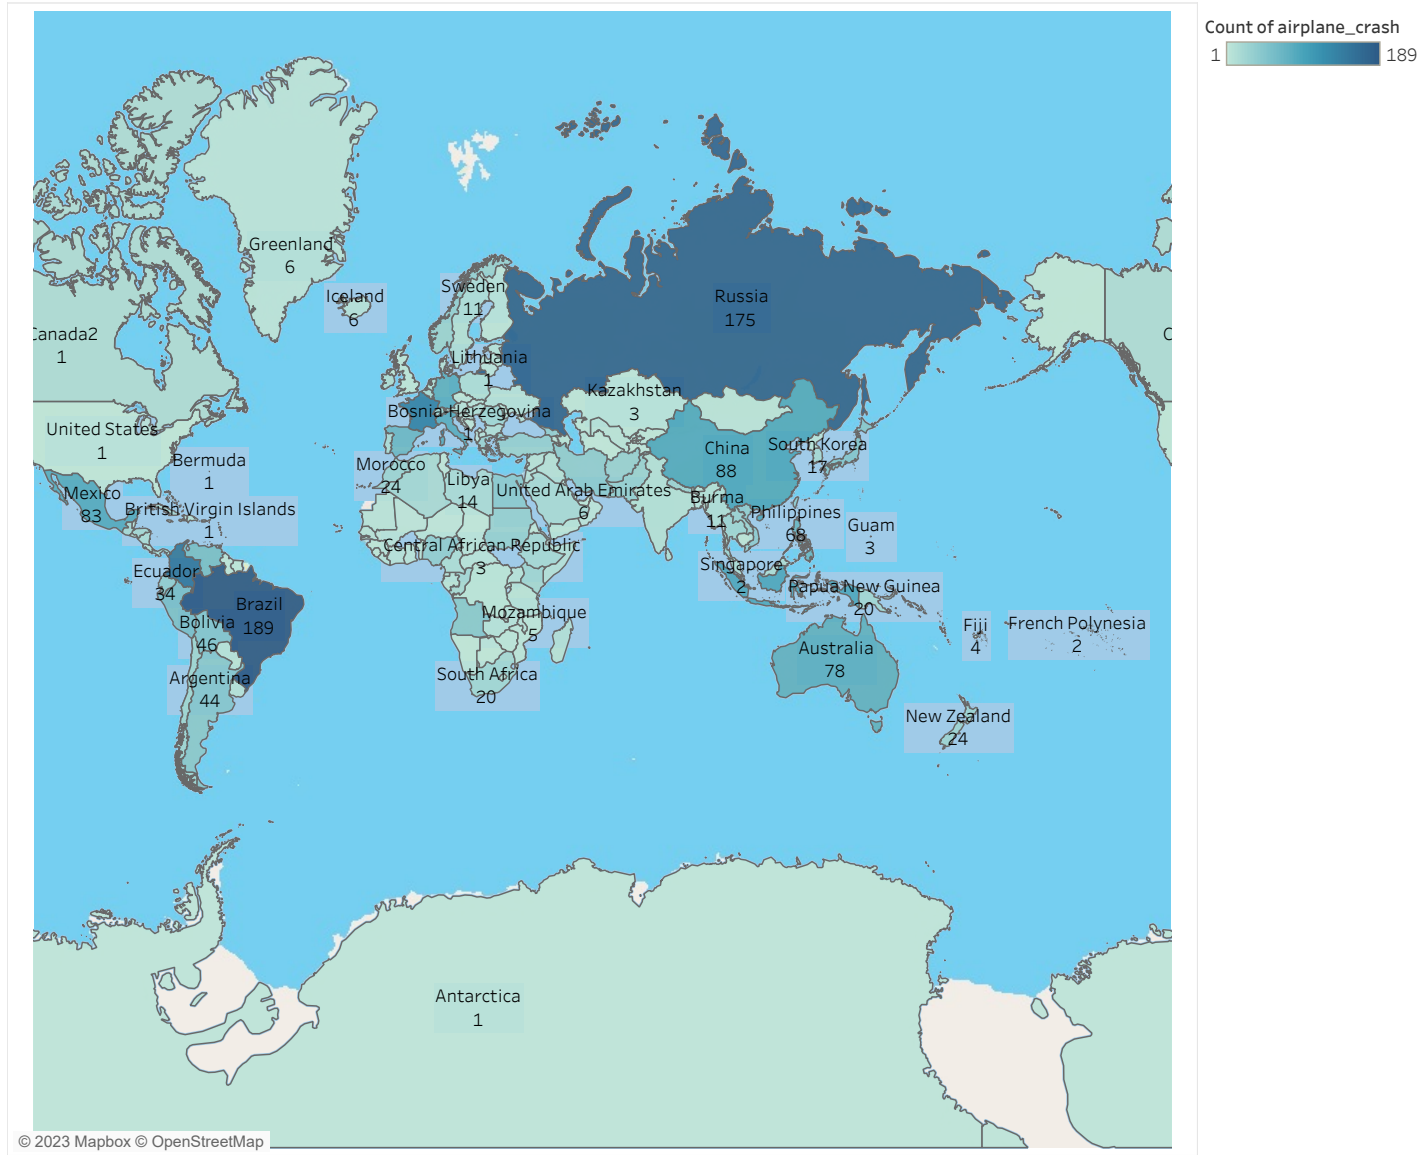 Count of airplane_crash
1 189
Greenland
6
Iceland
6
Sweden
11
Russia
175
Canada2
1
Lithuania
1
Kazakhstan
3
Bosnia-Herzegovina
1
United States
1
China
88
South Korea
17
Bermuda
1
Morocco
24
Libya
14
United Arab Emirates
6
Burma
11
Mexico
83
British Virgin Islands
1
Philippines
68
Guam
3
Central African Republic
3
Ecuador
34
Singapore
2
Papua New Guinea
20
Brazil
189
Bolivia
46
Mozambique
5
Fiji
4
French Polynesia
2
Australia
78
Argentina
44
South Africa
20
New Zealand
24
Antarctica
1
© 2023 Mapbox © OpenStreetMap